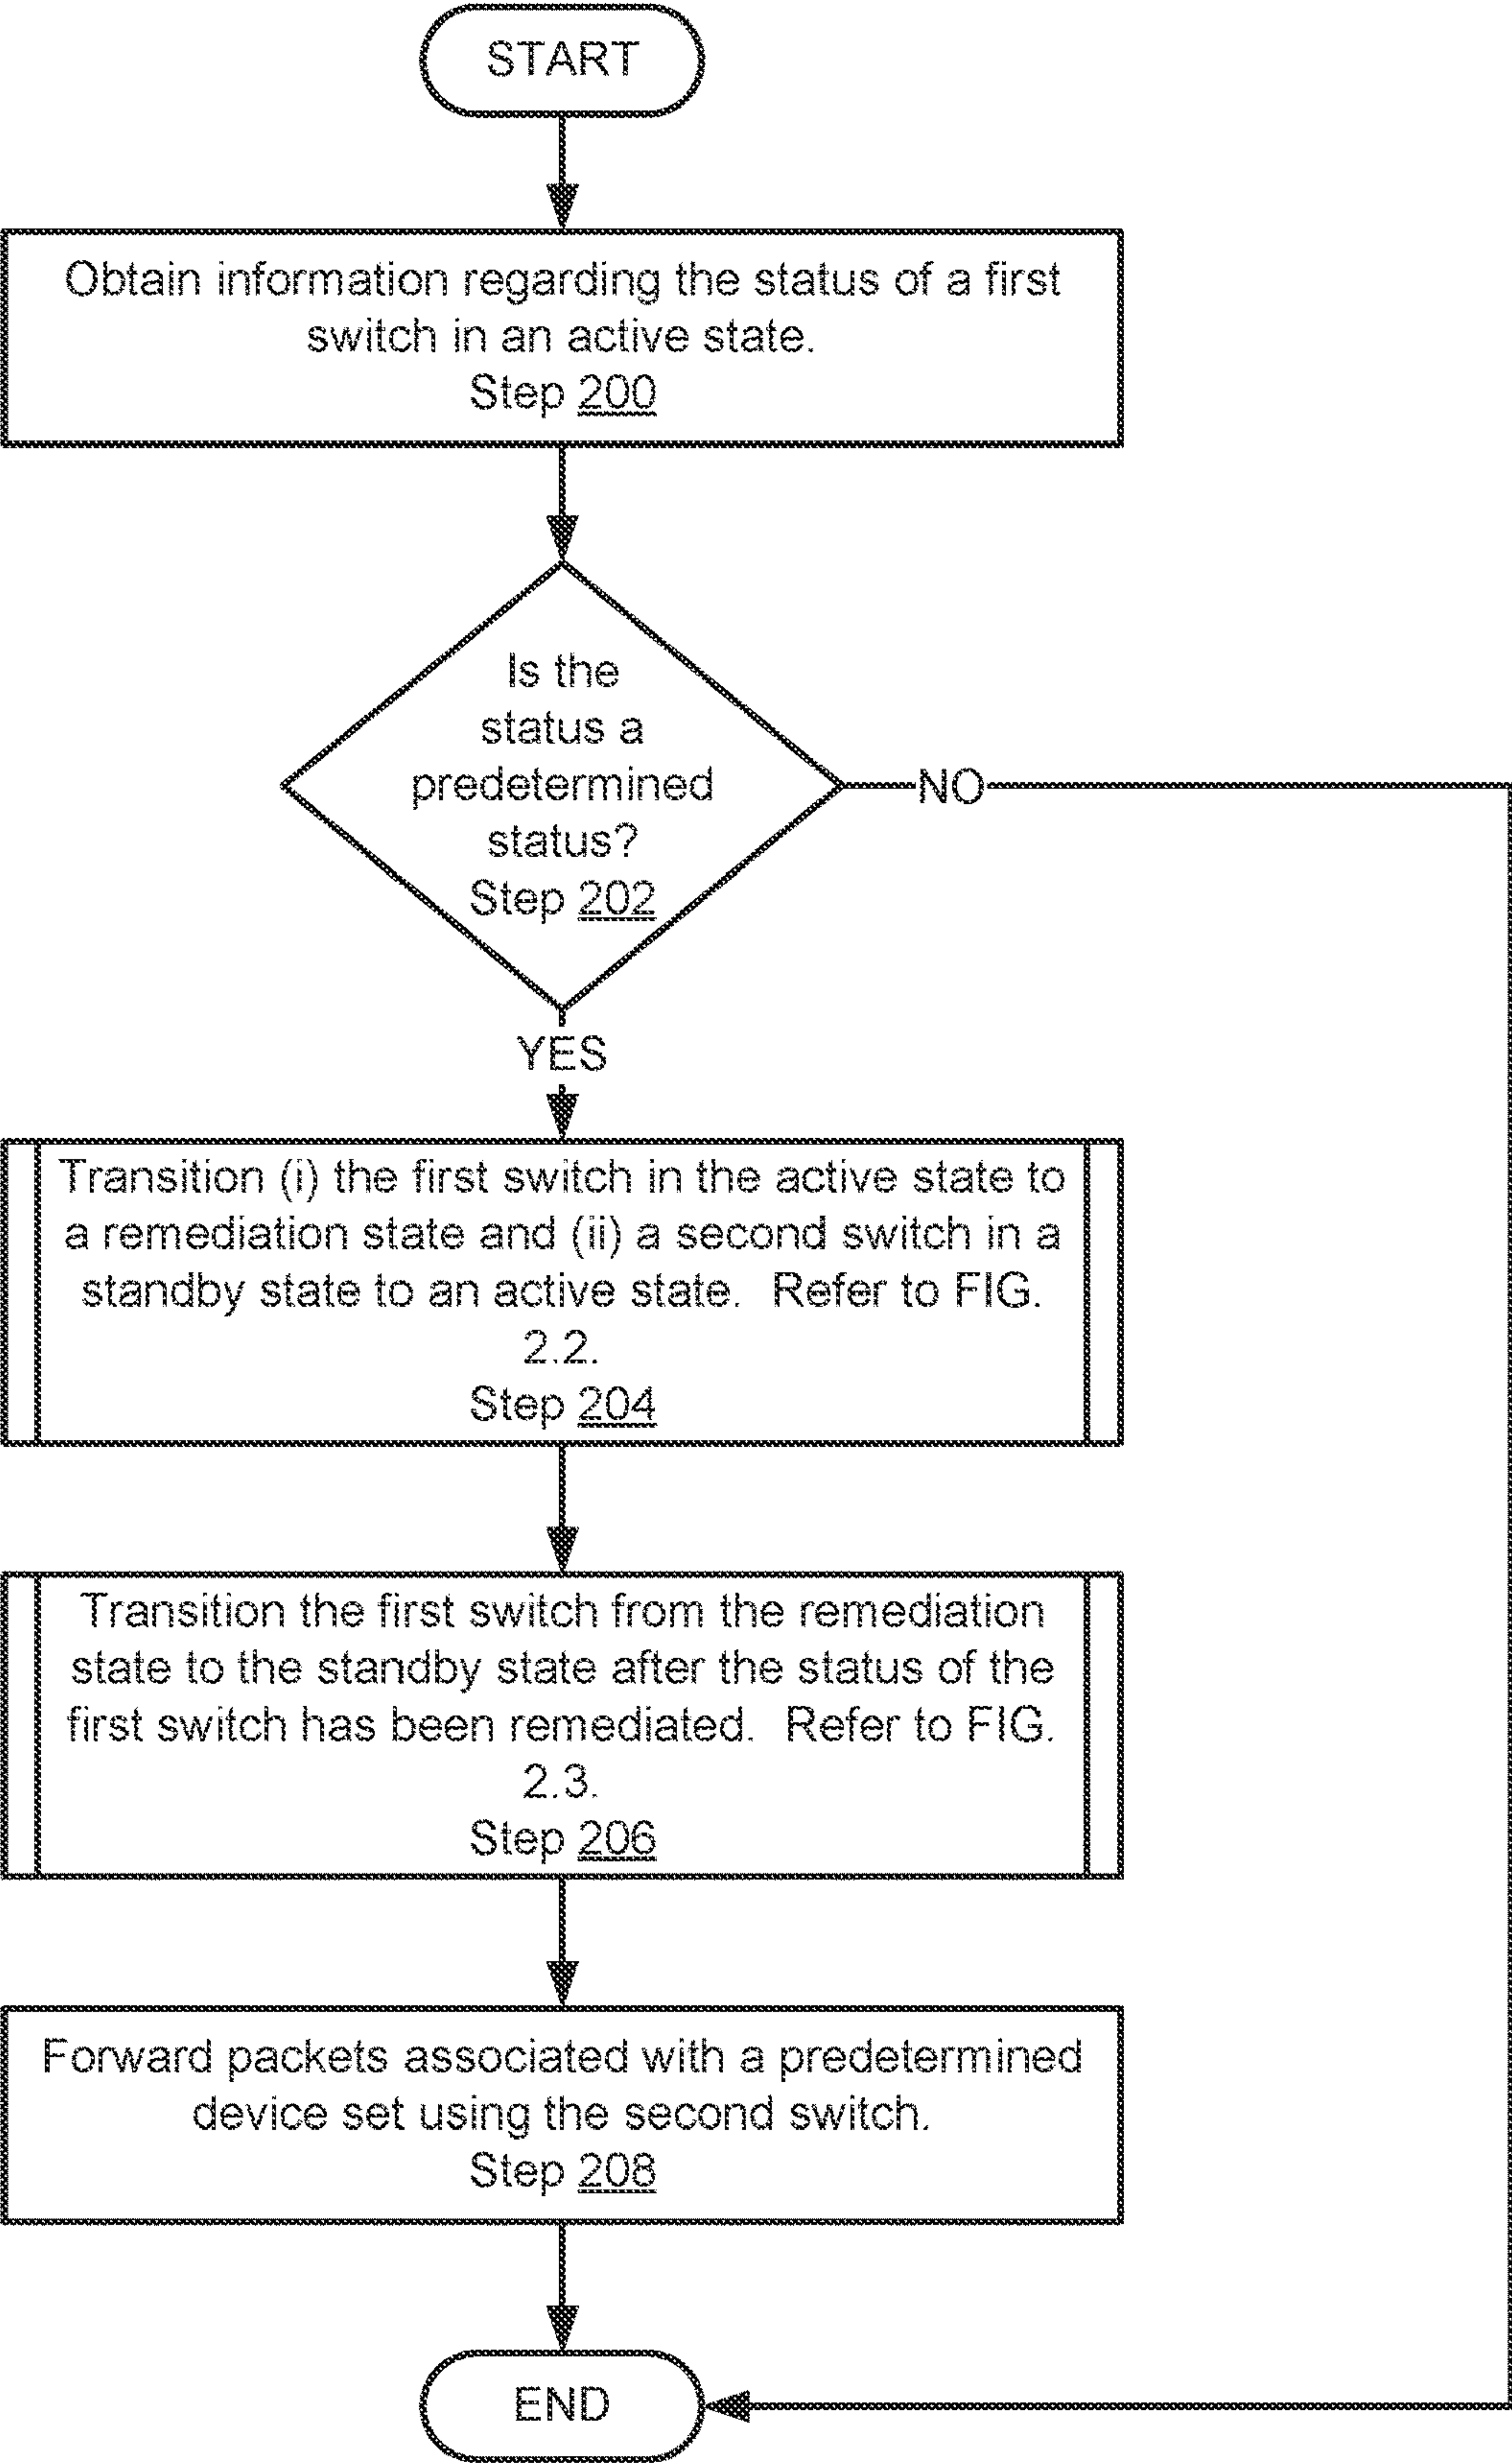 START
Obtain information regarding the status of a first
switch in an active state.
Step 200
Is the
status a
predetermined
status?
Step 202
NO
YES
Transition (i) the first switch in the active state to
a remediation state and (ii) a second switch in a
standby state to an active state.  Refer to FIG.
2.2.
Step 204
Transition the first switch from the remediation
state to the standby state after the status of the
first switch has been remediated.  Refer to FIG.
2.3.
Step 206
Forward packets associated with a predetermined
device set using the second switch.
Step 208
END